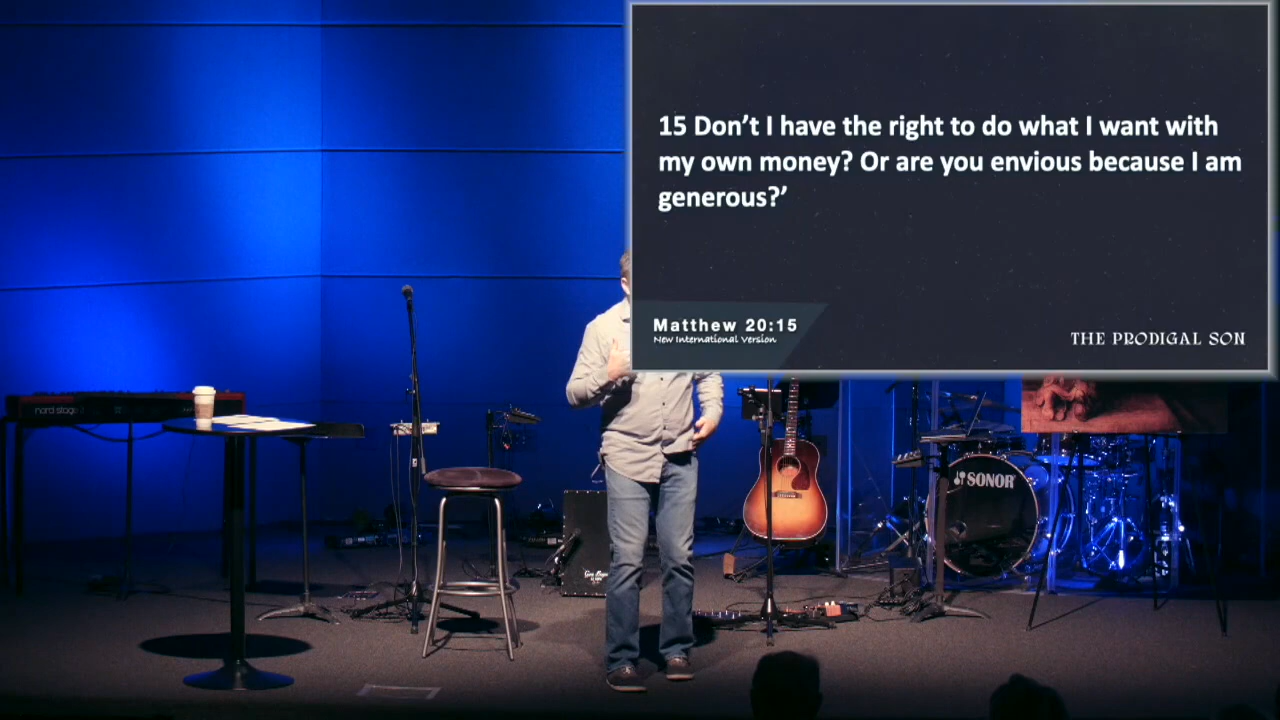 15 Don’t I have the right to do what I want with
my own money? Or are you envious because I am
generous?’
Matthew 20:15
New International Version
THE PRODIGAL SON
nord stage
SONOR